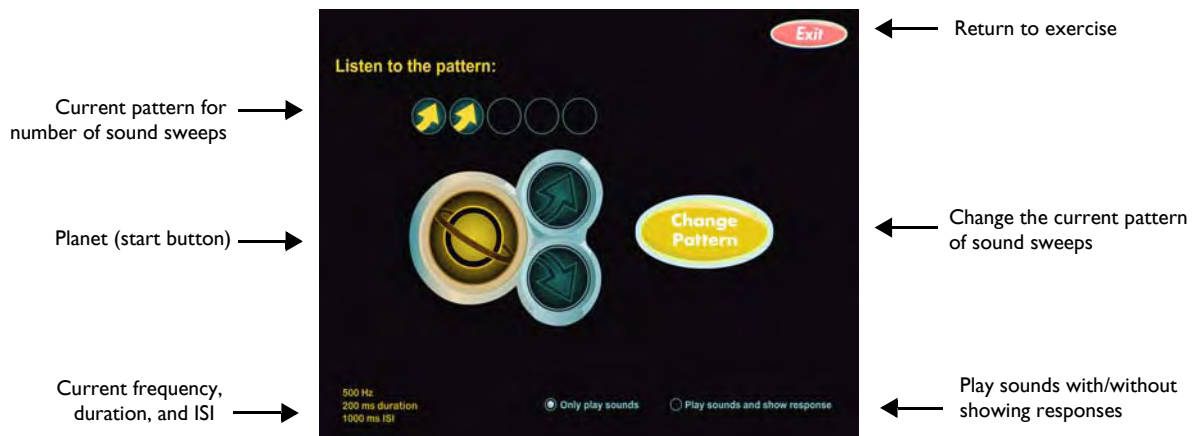 Exit
Return to exercise
Listen to the pattern:
Current pattern for
number of sound sweeps
Change
Pattern
Change the current pattern
of sound sweeps
Planet (start button)
Current frequency,
duration, and ISI
500 Hz
200 ms duration
1000 ms ISI
Only play sounds
Play sounds and show response
Play sounds with/without
showing responses